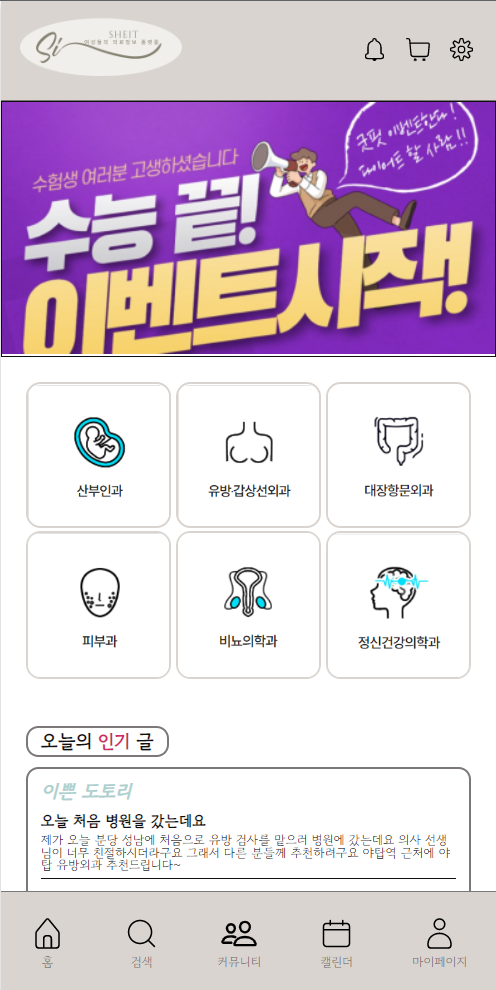 SHEIT
Si 여성들의 의료정보 플랫폼
굿핏 이벤트한다!
다이어트 할 사람!!
수험생 여러분 고생하셨습니다
수능 끝!
이벤트시작!
산부인과
유방·갑상선외과
대장항문외과
피부과
비뇨의학과
정신건강의학과
오늘의 인기 글
이쁜 도토리
오늘 처음 병원을 갔는데요
제가 오늘 분당 성남에 처음으로 유방 검사를 맡으러 병원에 갔는데요 의사 선생
님이 너무 친절하시더라구요 그래서 다른 분들께 추천하려구요 야탑역 근처에 야
탑 유방외과 추천드립니다~
홈
검색
커뮤니티
캘린더
마이페이지